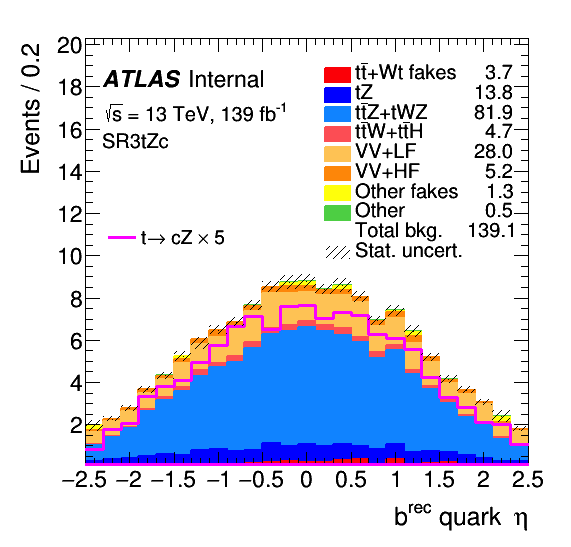 ATLAS Internal
√s = 13 TeV, 139 fb⁻¹
SR3tZc
t→ cZ × 5
tt̄+Wt fakes 3.7
tZ 13.8
tt̄Z+tWZ 81.9
tt̄W+tt̄H 4.7
VV+LF 28.0
VV+HF 5.2
Other fakes 1.3
Other 0.5
Total bkg. 139.1
Stat. uncert.
Events / 0.2
20
18
16
14
12
10
8
6
4
2
−2.5 −2 −1.5 −1 −0.5 0 0.5 1 1.5 2 2.5
b^rec quark η